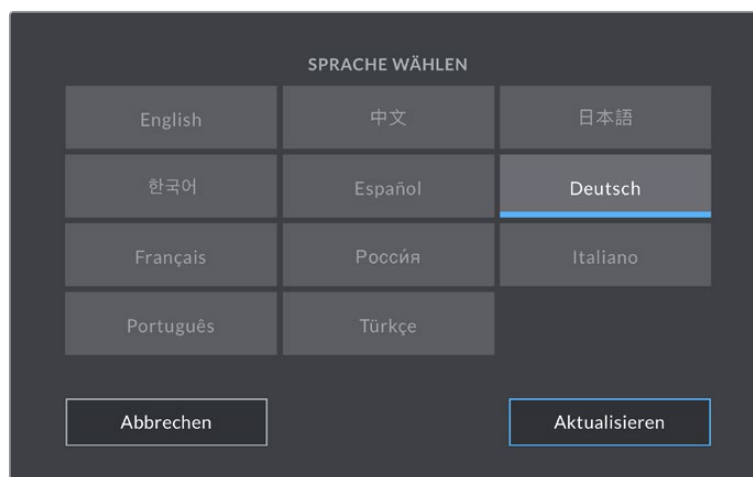 SPRACHE WÄHLEN
English 中文 日本語
한국어 Español Deutsch
Français Росси́я Italiano
Português Türkçe
Abbrechen Aktualisieren